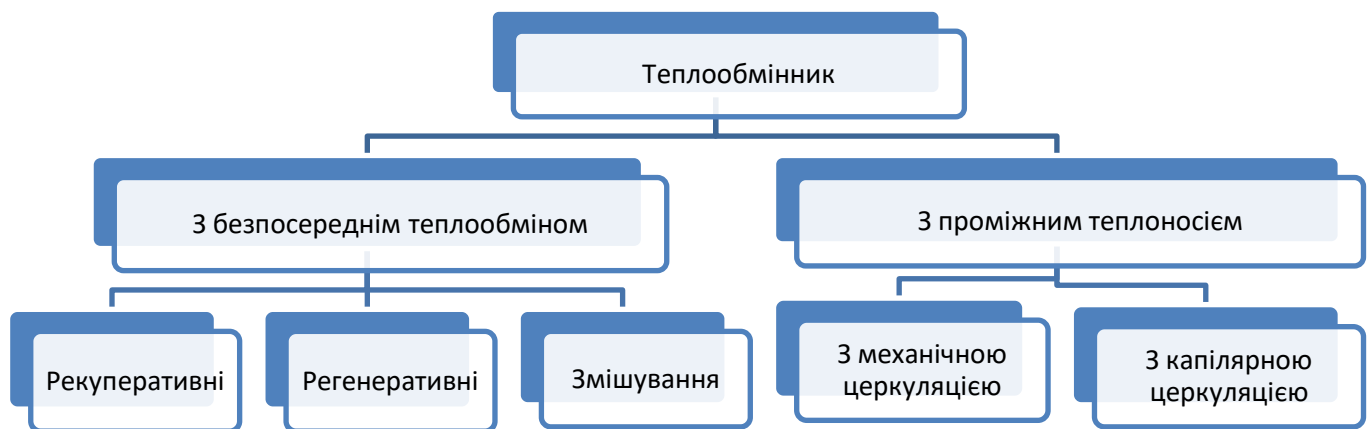 Теплообмінник
З безпосереднім теплообміном
З проміжним теплоносієм
Рекуперативні
Регенеративні
Змішування
З механічною
церкуляцією
З капілярною
церкуляцією